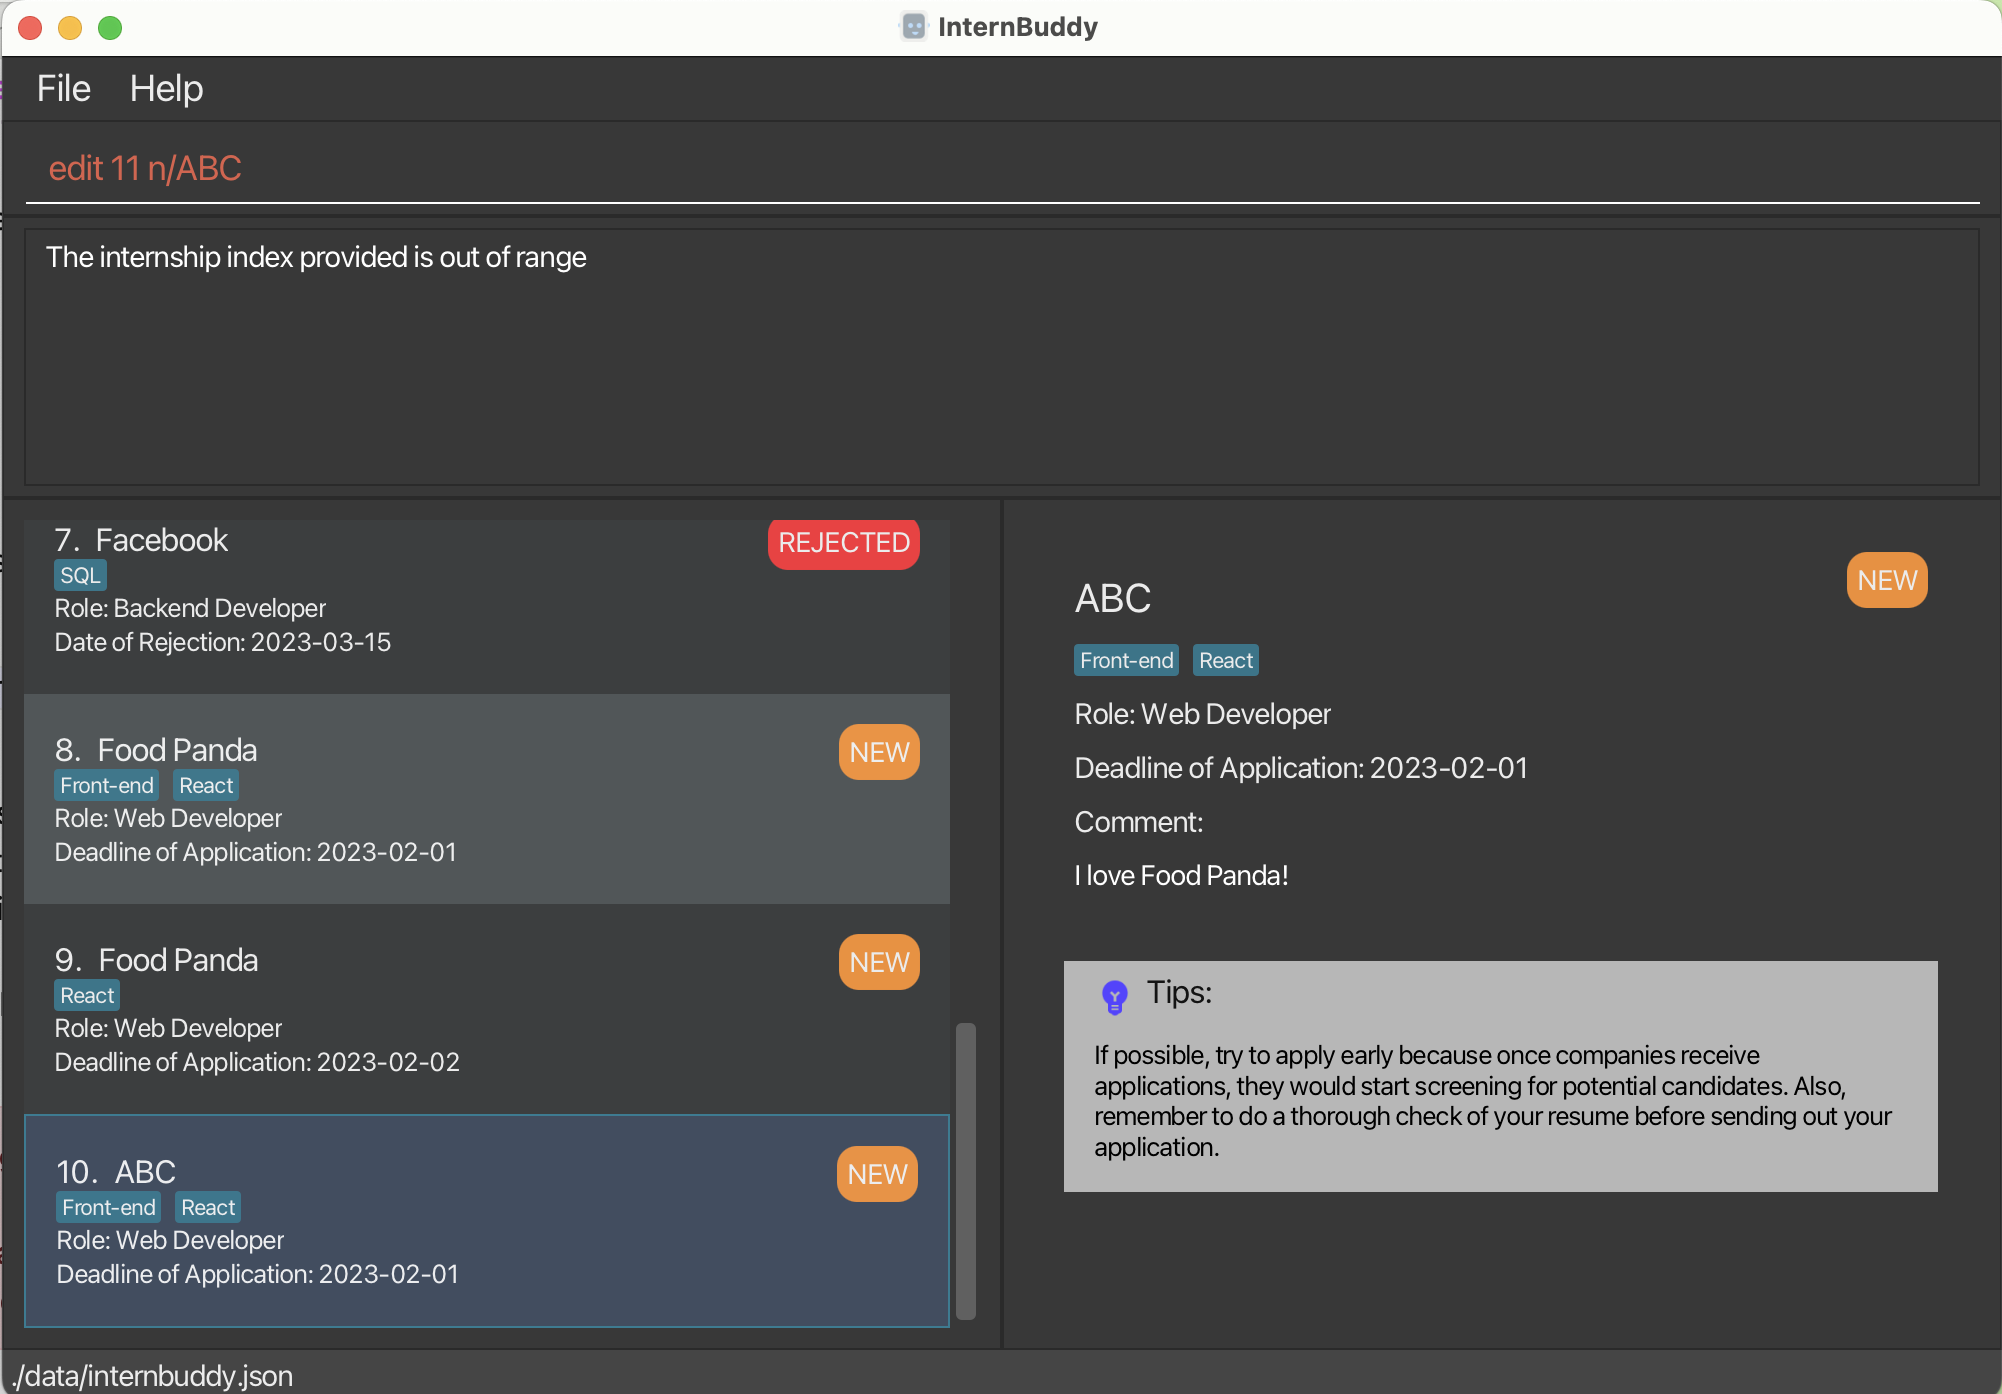 InternBuddy
File Help
edit 11 n/ABC
The internship index provided is out of range
7. Facebook
REJECTED
SQL
Role: Backend Developer
Date of Rejection: 2023-03-15
8. Food Panda
NEW
Front-end React
Role: Web Developer
Deadline of Application: 2023-02-01
9. Food Panda
NEW
React
Role: Web Developer
Deadline of Application: 2023-02-02
10. ABC
NEW
Front-end React
Role: Web Developer
Deadline of Application: 2023-02-01
ABC
NEW
Front-end React
Role: Web Developer
Deadline of Application: 2023-02-01
Comment:
I love Food Panda!
Tips:
If possible, try to apply early because once companies receive
applications, they would start screening for potential candidates. Also,
remember to do a thorough check of your resume before sending out your
application.
./data/internbuddy.json